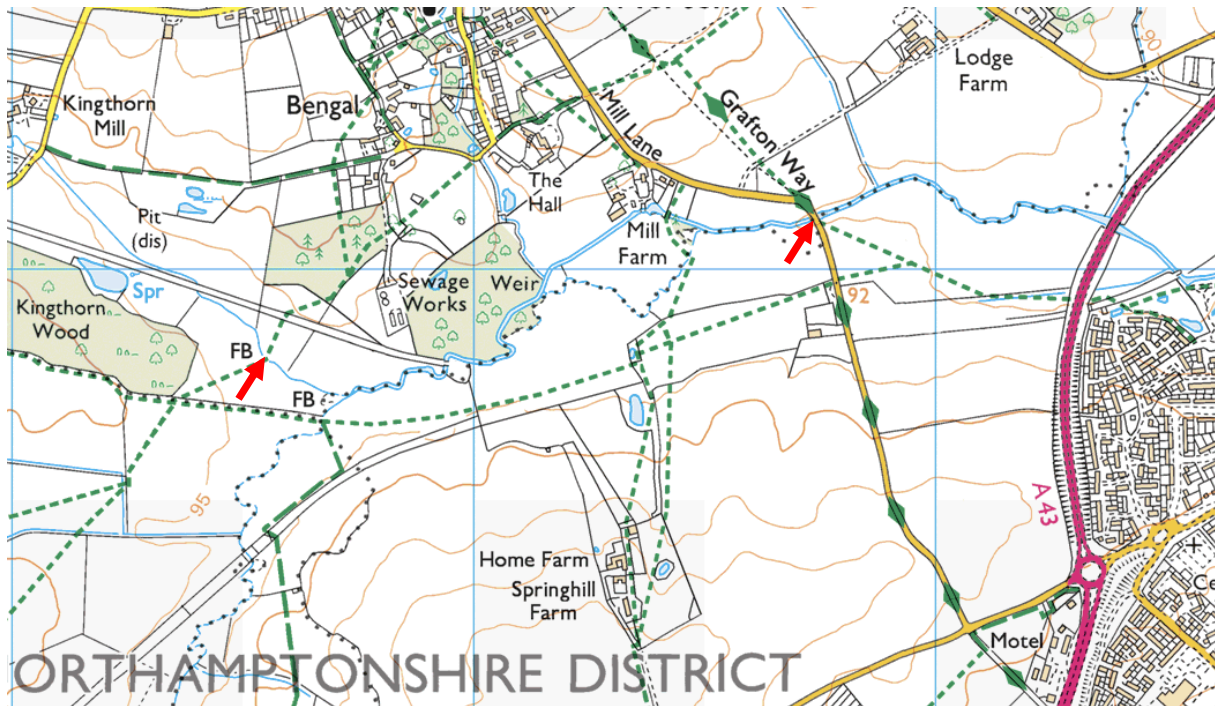 Lodge
Farm
90
Kingthorn
Mill
Bengal
Mill Lane
Grafton Way
The
Hall
Pit
(dis)
Mill
Farm
Spr
Sewage
Works
Weir
Kingthorn
Wood
92
FB
FB
95
A 43
Home Farm
Springhill
Farm
Motel
Ce
ORTHAMPTONSHIRE DISTRICT